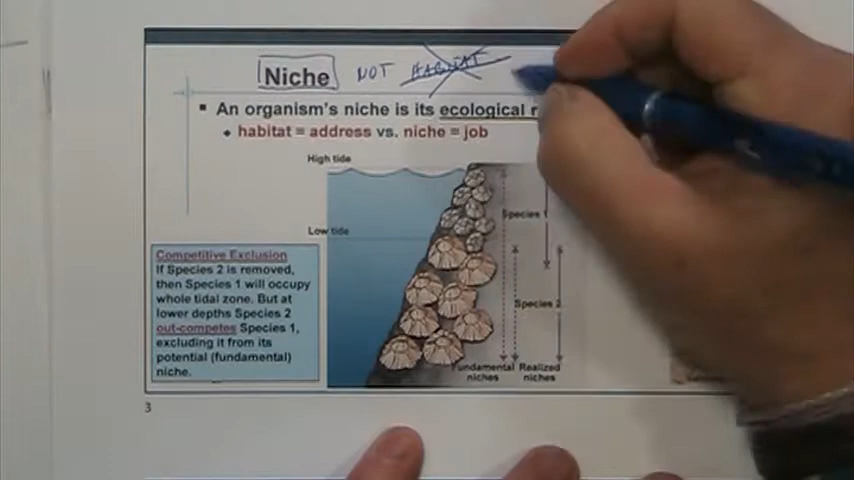 Niche NOT HABITAT
▪ An organism's niche is its ecological r
♦ habitat = address vs. niche = job
High tide
Low tide
Species 1
Species 2
Fundamental Realized
niches niches
Competitive Exclusion
If Species 2 is removed,
then Species 1 will occupy
whole tidal zone. But at
lower depths Species 2
out-competes Species 1,
excluding it from its
potential (fundamental)
niche.
3